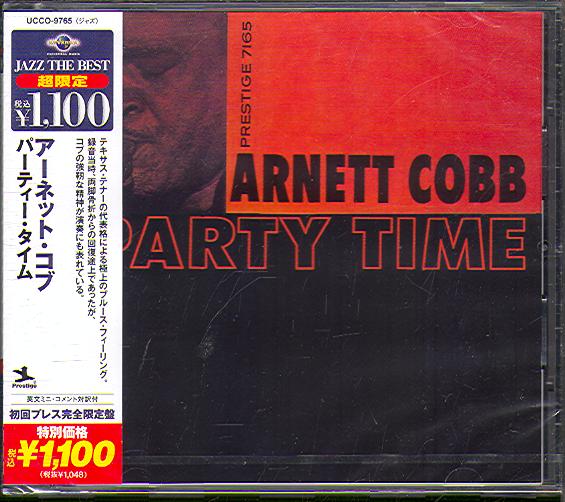 UCCO-9765 〈ジャズ〉
UNIVERSAL
UNIVERSAL MUSIC
JAZZ THE BEST
超限定
税込
¥1,100
アーネット・コブ
パーティー・タイム
テキサス・テナーの代表格による極上のブルース・フィーリング。
録音当時、両脚骨折からの回復途上であったが、
コブの強靭な精神が演奏にも表れている。
Prestige
英文ミニ・コメント対訳付
初回プレス完全限定盤
特別価格
税込
¥1,100
(税抜¥1,048)
PRESTIGE 7165
ARNETT COBB
PARTY TIME